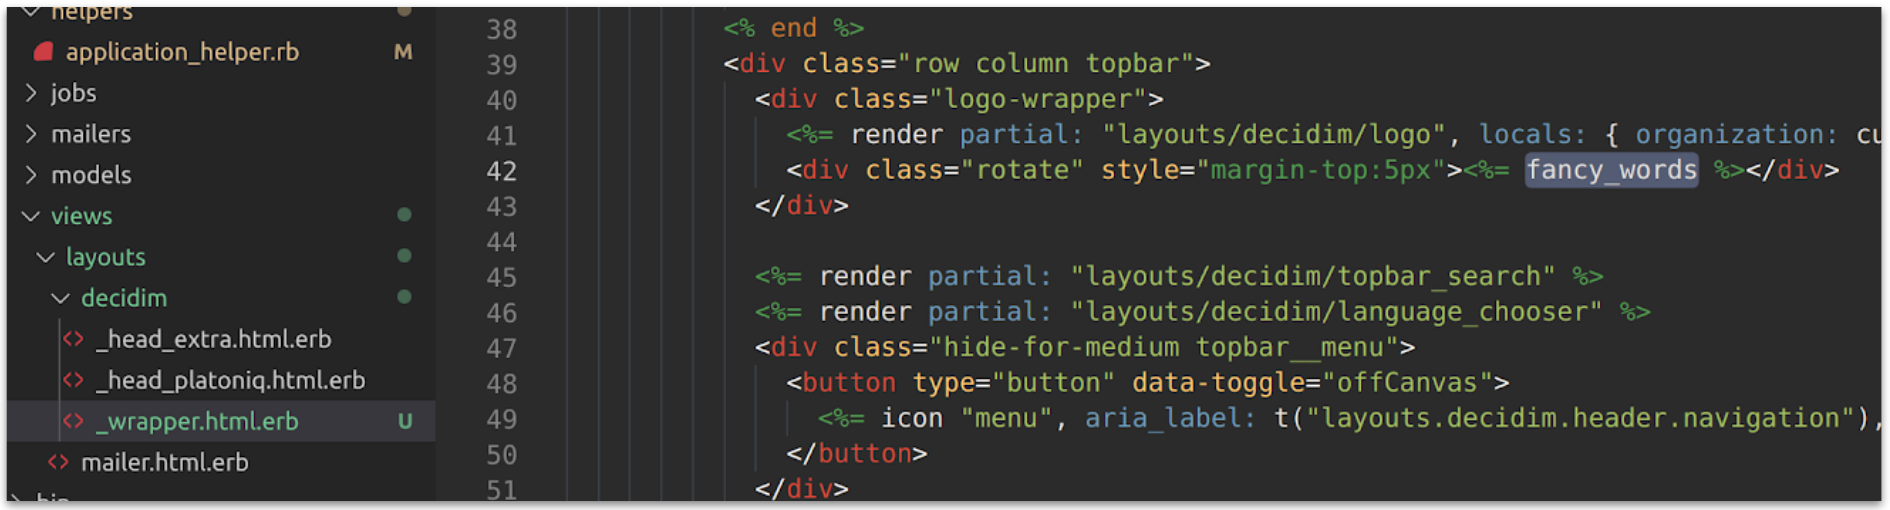 helpers
application_helper.rb M
jobs
mailers
models
views
layouts
decidim
_head_extra.html.erb
_head_platoniq.html.erb
_wrapper.html.erb U
mailer.html.erb
bin
38 <% end %>
39 <div class="row column topbar">
40 <div class="logo-wrapper">
41 <%= render partial: "layouts/decidim/logo", locals: { organization: cu
42 <div class="rotate" style="margin-top:5px"><%= fancy_words %></div>
43 </div>
44
45 <%= render partial: "layouts/decidim/topbar_search" %>
46 <%= render partial: "layouts/decidim/language_chooser" %>
47 <div class="hide-for-medium topbar__menu">
48 <button type="button" data-toggle="offCanvas">
49 <%= icon "menu", aria_label: t("layouts.decidim.header.navigation"),
50 </button>
51 </div>